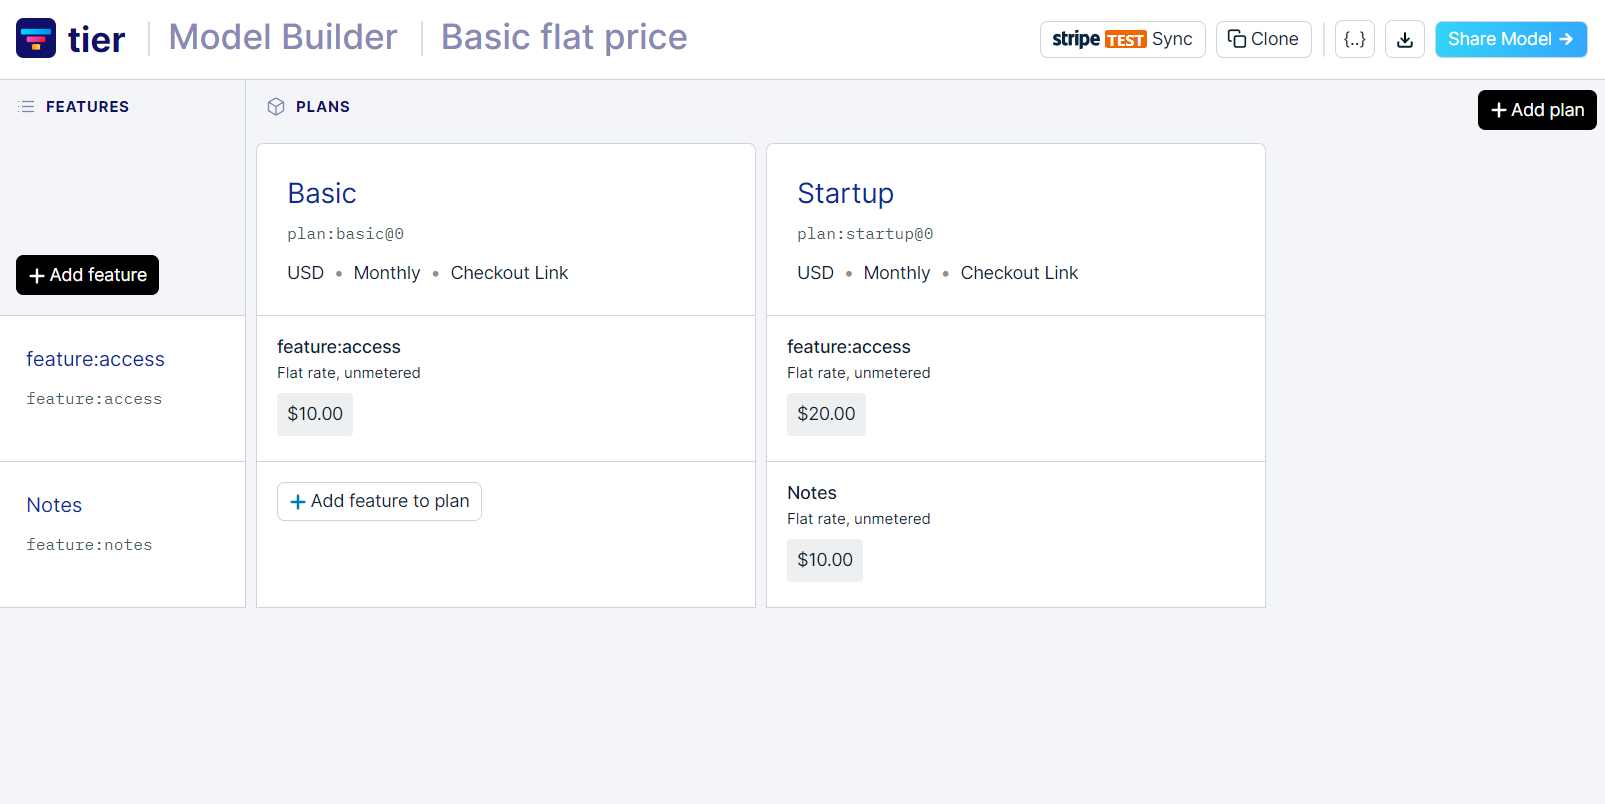 tier Model Builder Basic flat price
stripe TEST Sync Clone {..} Share Model
FEATURES
PLANS
+ Add plan
+ Add feature
Basic
plan:basic@0
USD • Monthly • Checkout Link
Startup
plan:startup@0
USD • Monthly • Checkout Link
feature:access
feature:access
feature:access
Flat rate, unmetered
$10.00
feature:access
Flat rate, unmetered
$20.00
Notes
feature:notes
+ Add feature to plan
Notes
Flat rate, unmetered
$10.00